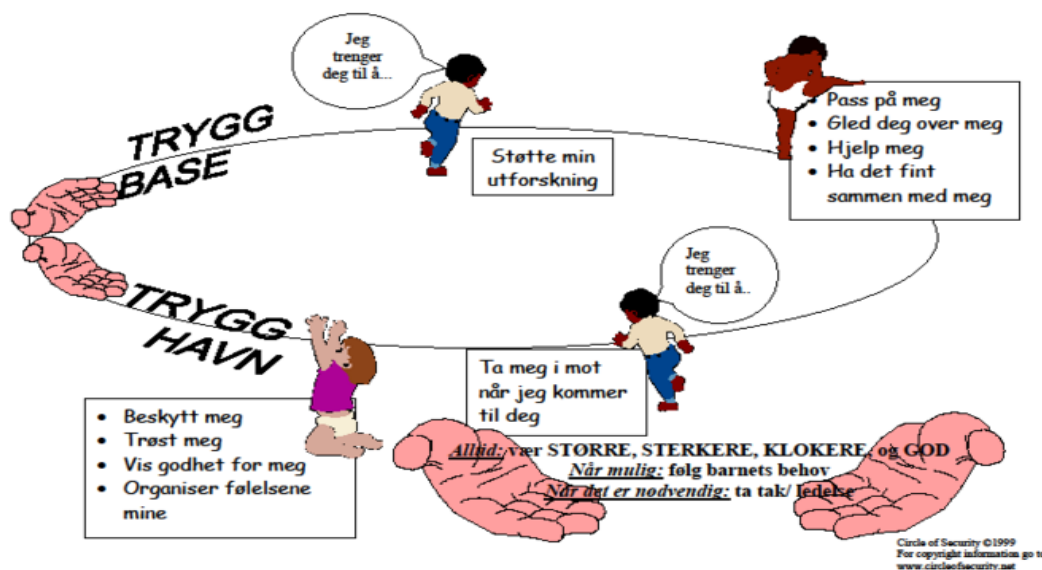 Jeg
trenger
deg til å...
TRYGG
BASE
Støtte min
utforskning
• Pass på meg
• Gled deg over meg
• Hjelp meg
• Ha det fint
sammen med meg
Jeg
trenger
deg til å..
TRYGG
HAVN
Ta meg i mot
når jeg kommer
til deg
• Beskytt meg
• Trøst meg
• Vis godhet for meg
• Organiser følelsene
mine
Alltid: vær STØRRE, STERKERE, KLOKERE, og GOD
Når mulig: følg barnets behov
Når det er nødvendig: ta tak/ ledelse
Circle of Security ©1999
For copyright information go to
www.circleofsecurity.net